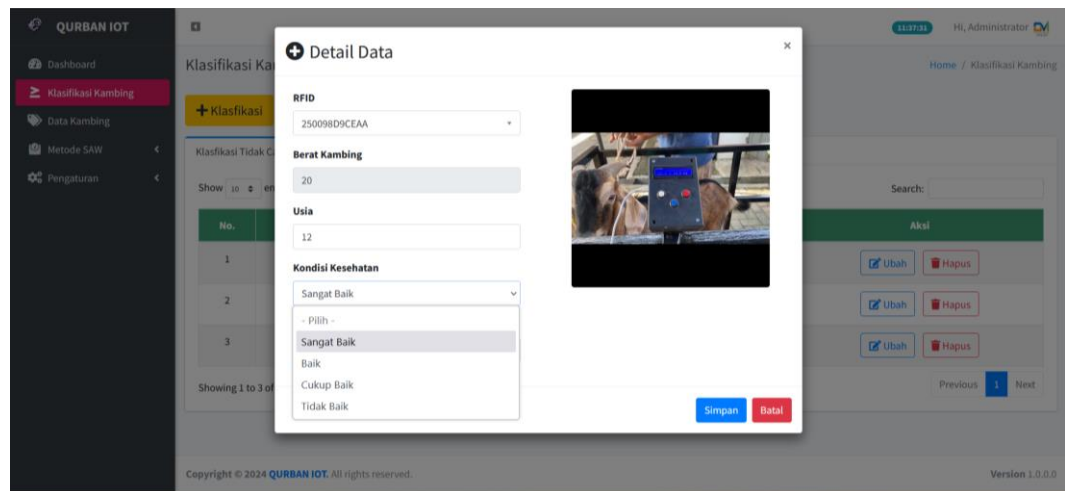 QURBAN IOT
11:37:31
Hi, Administrator
Dashboard
Klasifikasi Kambing
Data Kambing
Metode SAW
Pengaturan
Klasifikasi Ka
Home / Klasifikasi Kambing
Klasfikasi
Klasfikasi Tidak C
Show 10 en
Search:
No.
Aksi
1
Ubah
Hapus
2
Ubah
Hapus
3
Ubah
Hapus
Showing 1 to 3 of
Previous 1 Next
Detail Data
×
RFID
250098D9CEAA
Berat Kambing
20
Usia
12
Kondisi Kesehatan
Sangat Baik
- Pilih -
Sangat Baik
Baik
Cukup Baik
Tidak Baik
Simpan
Batal
Copyright © 2024 QURBAN IOT. All rights reserved.
Version 1.0.0.0